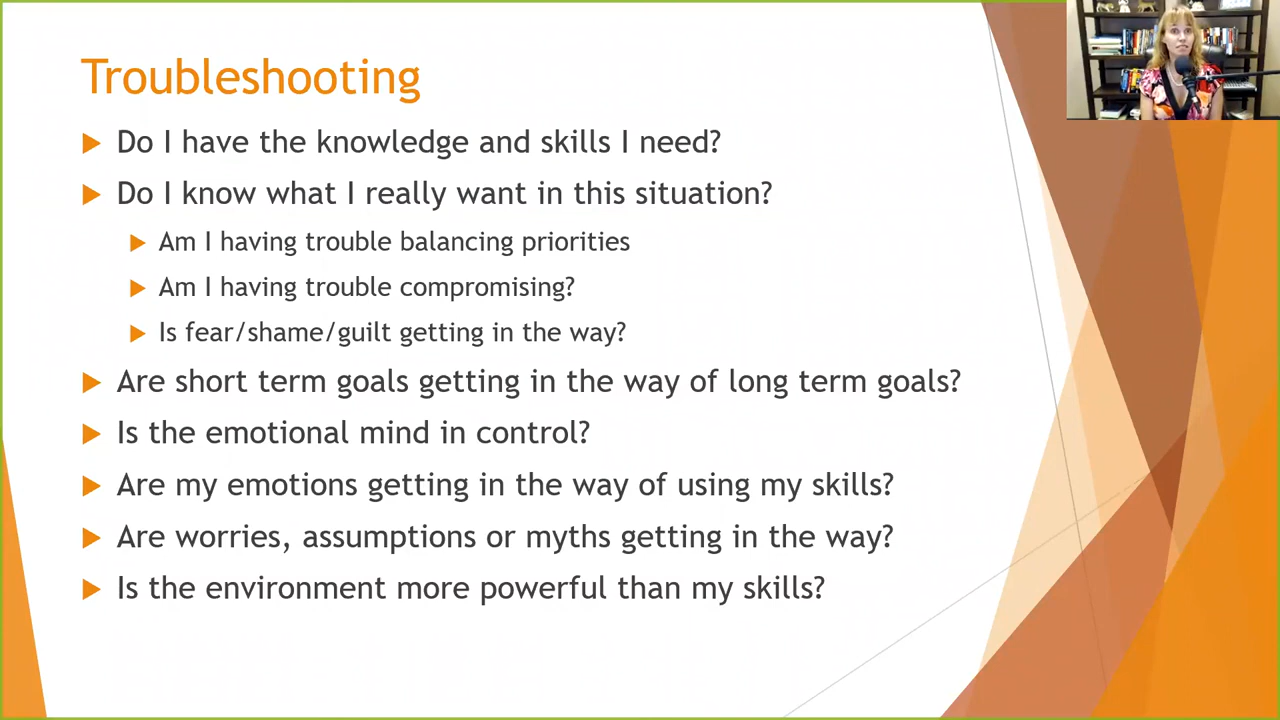 Troubleshooting
Do I have the knowledge and skills I need?
Do I know what I really want in this situation?
Am I having trouble balancing priorities
Am I having trouble compromising?
Is fear/shame/guilt getting in the way?
Are short term goals getting in the way of long term goals?
Is the emotional mind in control?
Are my emotions getting in the way of using my skills?
Are worries, assumptions or myths getting in the way?
Is the environment more powerful than my skills?